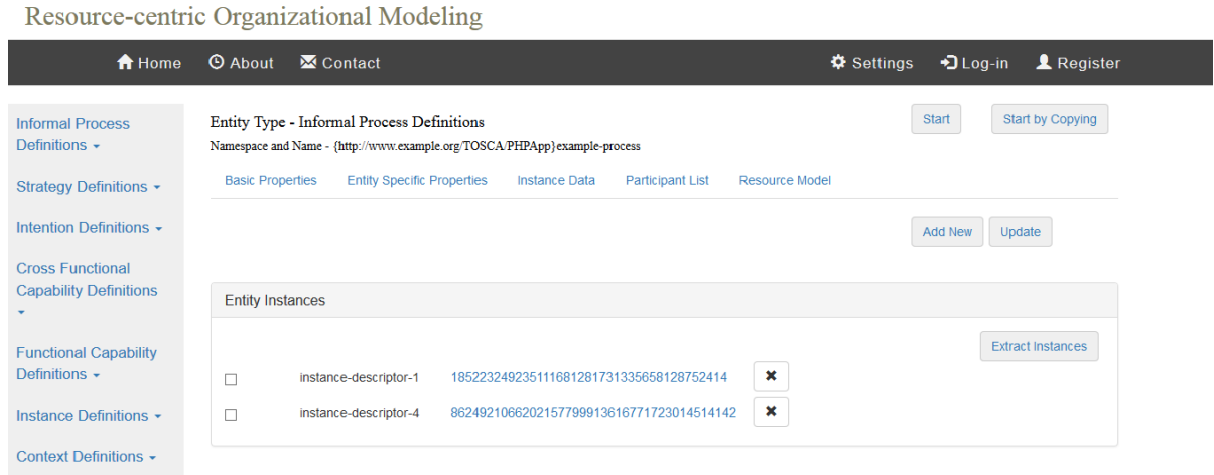 Resource-centric Organizational Modeling
Home About Contact Settings Log-in Register
Informal Process
Definitions
Strategy Definitions
Intention Definitions
Cross Functional
Capability Definitions
Functional Capability
Definitions
Instance Definitions
Context Definitions
Entity Type - Informal Process Definitions
Namespace and Name - {http://www.example.org/TOSCA/PHPApp}example-process
Start Start by Copying
Basic Properties Entity Specific Properties Instance Data Participant List Resource Model
Add New Update
Entity Instances
Extract Instances
instance-descriptor-1 185223249235111681281731335658128752414
instance-descriptor-4 8624921066202157799913616771723014514142